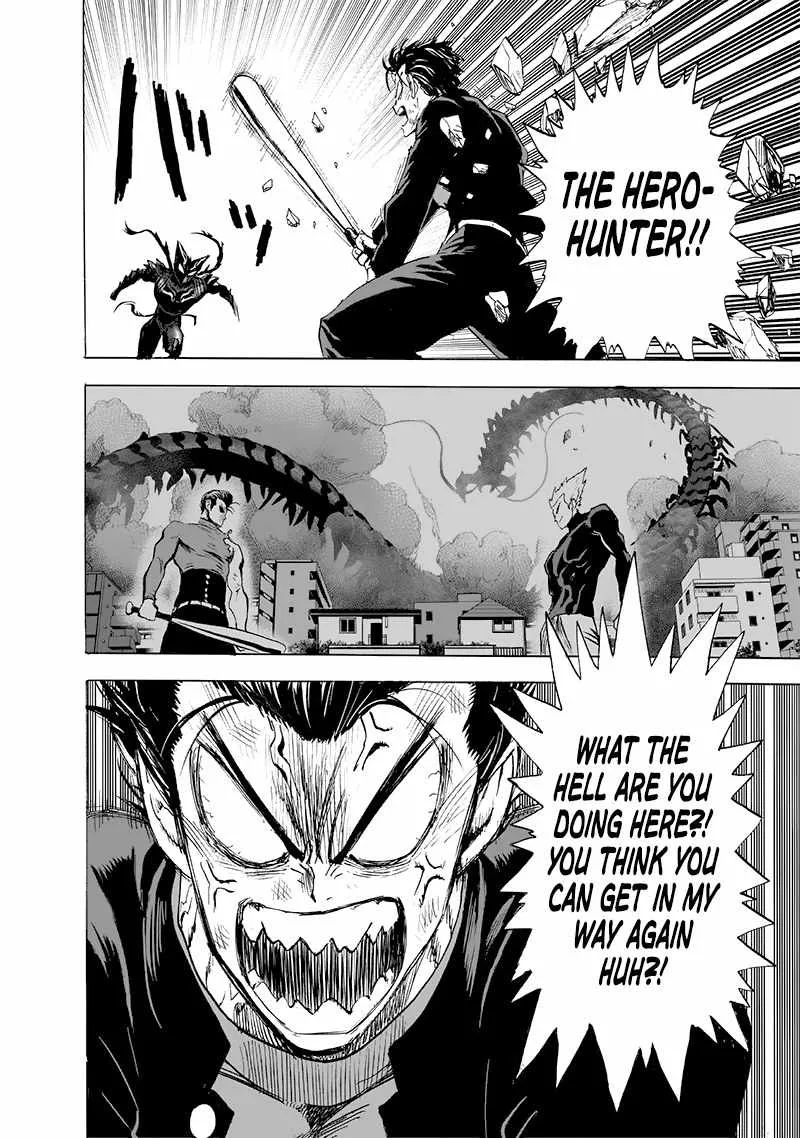 THE HERO-
HUNTER!!
WHAT THE
HELL ARE YOU
DOING HERE?!
YOU THINK YOU
CAN GET IN MY
WAY AGAIN
HUH?!